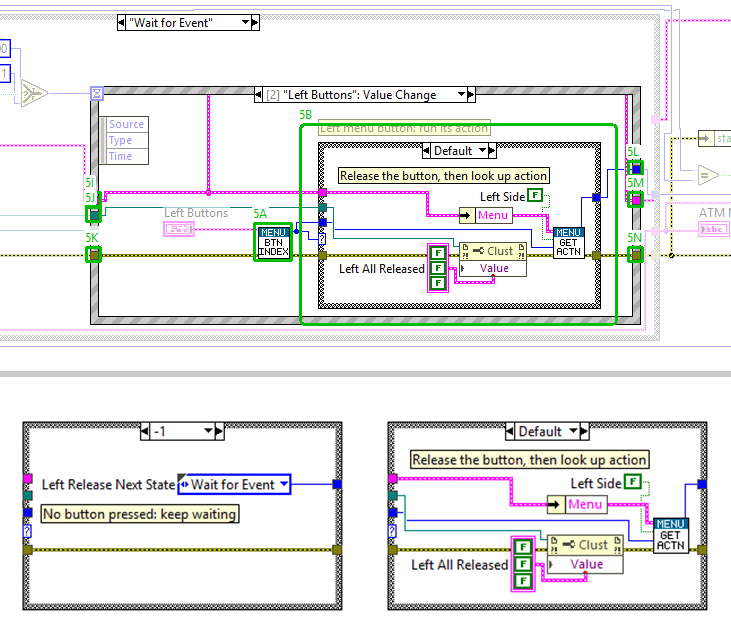 "Wait for Event"
00
1
[2] "Left Buttons": Value Change
Source
Type
Time
5B
Left menu button: run its action
Default
Release the button, then look up action
Left Side F
Menu
5I
5J
5K
Left Buttons
5A
MENU
BTN
INDEX
?
Left All Released
F
F
F
?! Clust ?!
Value
MENU
GET
ACTN
5L
5M
5N
sta
=
ATM M
abc
-1
Left Release Next State Wait for Event
No button pressed: keep waiting
?
Default
Release the button, then look up action
Left Side F
Menu
?
Left All Released
F
F
F
?! Clust ?!
Value
MENU
GET
ACTN